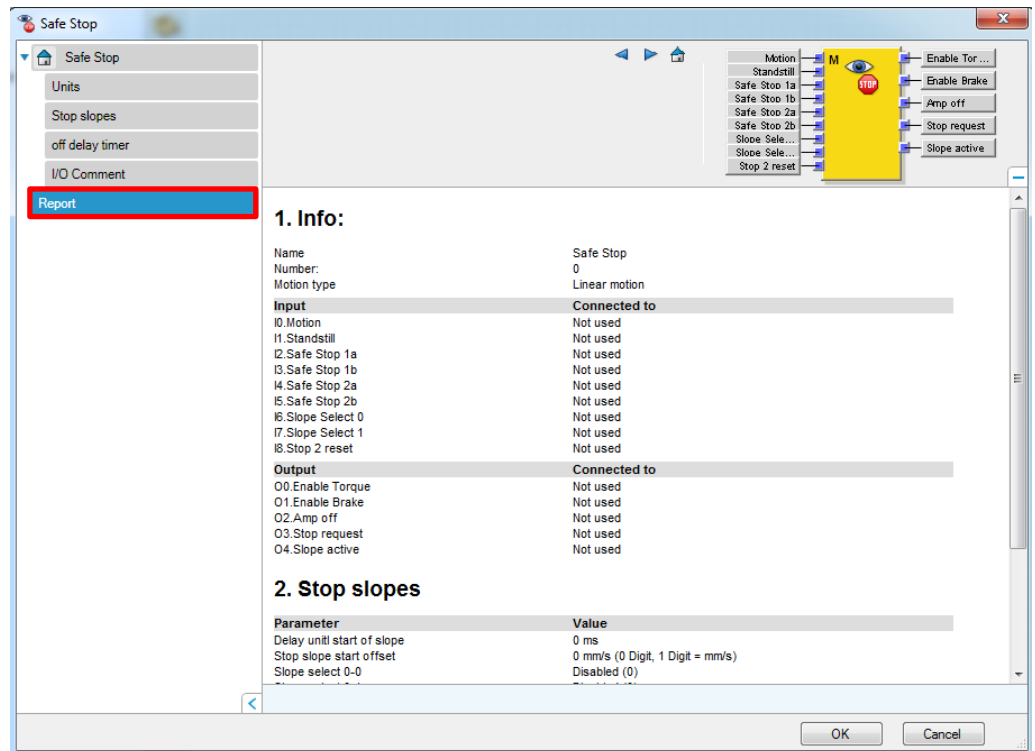 Safe Stop
Safe Stop
Units
Stop slopes
off delay timer
I/O Comment
Report
Motion
Standstill
Safe Stop 1a
Safe Stop 1b
Safe Stop 2a
Safe Stop 2b
Slope Sele...
Slope Sele...
Stop 2 reset
M
STOP
Enable Tor ...
Enable Brake
Amp off
Stop request
Slope active
1. Info:
Name Safe Stop
Number: 0
Motion type Linear motion
Input Connected to
I0.Motion Not used
I1.Standstill Not used
I2.Safe Stop 1a Not used
I3.Safe Stop 1b Not used
I4.Safe Stop 2a Not used
I5.Safe Stop 2b Not used
I6.Slope Select 0 Not used
I7.Slope Select 1 Not used
I8.Stop 2 reset Not used
Output Connected to
O0.Enable Torque Not used
O1.Enable Brake Not used
O2.Amp off Not used
O3.Stop request Not used
O4.Slope active Not used
2. Stop slopes
Parameter Value
Delay unitl start of slope 0 ms
Stop slope start offset 0 mm/s (0 Digit, 1 Digit = mm/s)
Slope select 0-0 Disabled (0)
OK Cancel